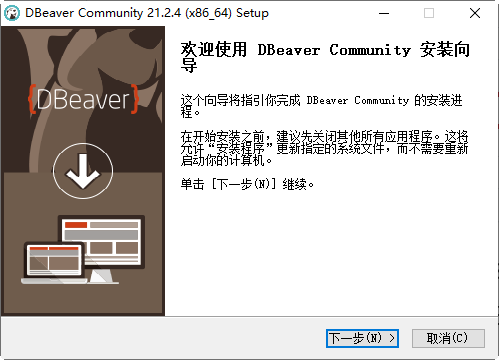 DBeaver Community 21.2.4 (x86_64) Setup
欢迎使用 DBeaver Community 安装向
导
{DBeaver}
这个向导将指引你完成 DBeaver Community 的安装进
程。
在开始安装之前，建议先关闭其他所有应用程序。这将
允许“安装程序”更新指定的系统文件，而不需要重新
启动你的计算机。
单击 [下一步(N)] 继续。
下一步(N) >
取消(C)